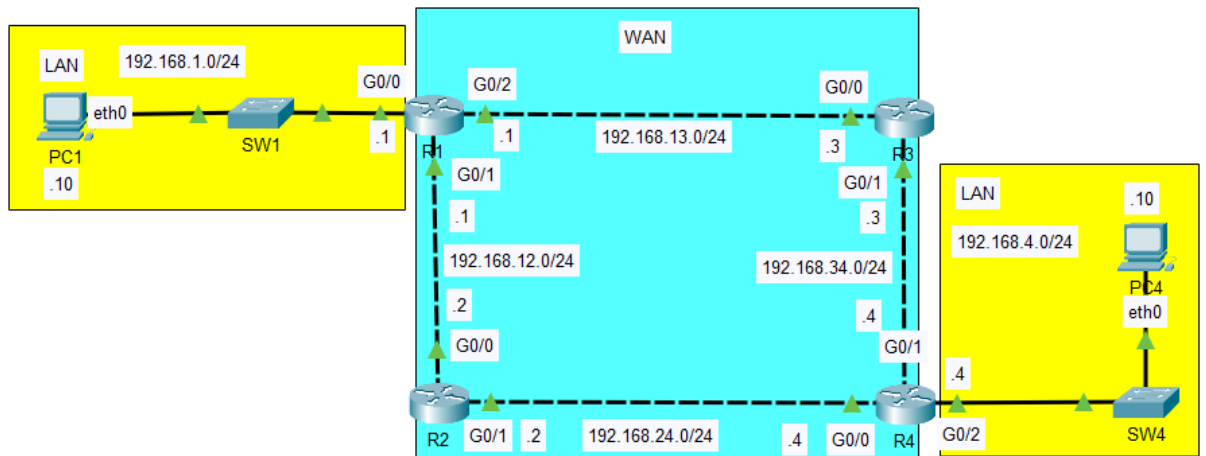 WAN
LAN
192.168.1.0/24
G0/0
G0/2
G0/0
eth0
.1
.1
192.168.13.0/24
.3
PC1
SW1
R1
R3
.10
G0/1
G0/1
LAN
.10
.1
.3
192.168.12.0/24
192.168.34.0/24
192.168.4.0/24
PC4
.2
.4
eth0
G0/0
G0/1
.4
R2
G0/1
.2
192.168.24.0/24
.4
G0/0
R4
G0/2
SW4